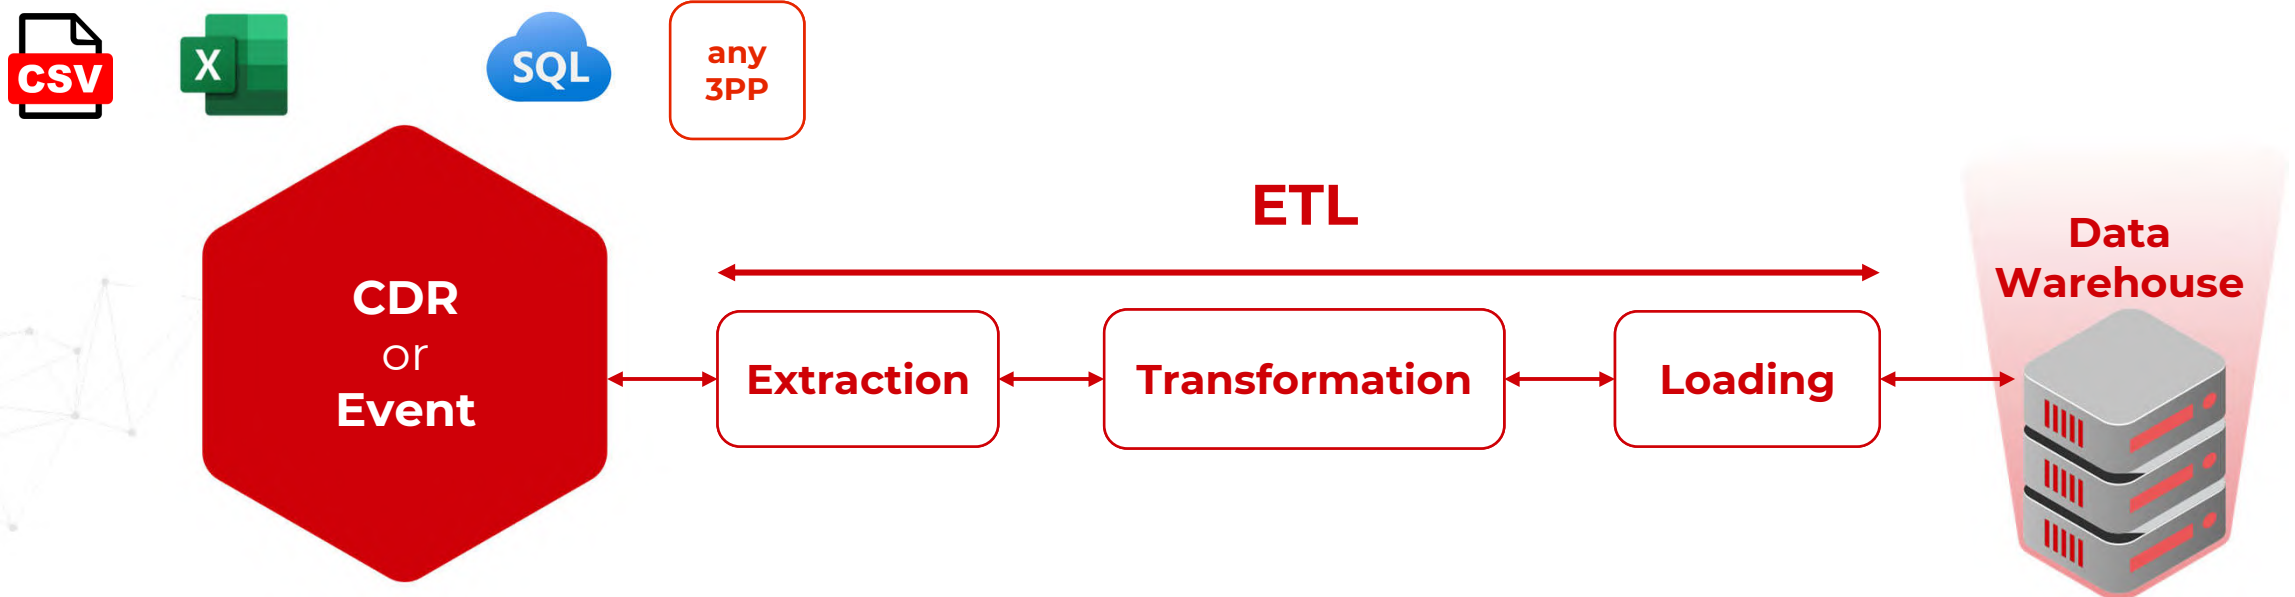 CSV
X
SQL
any
3PP
ETL
CDR
or
Event
Extraction
Transformation
Loading
Data
Warehouse